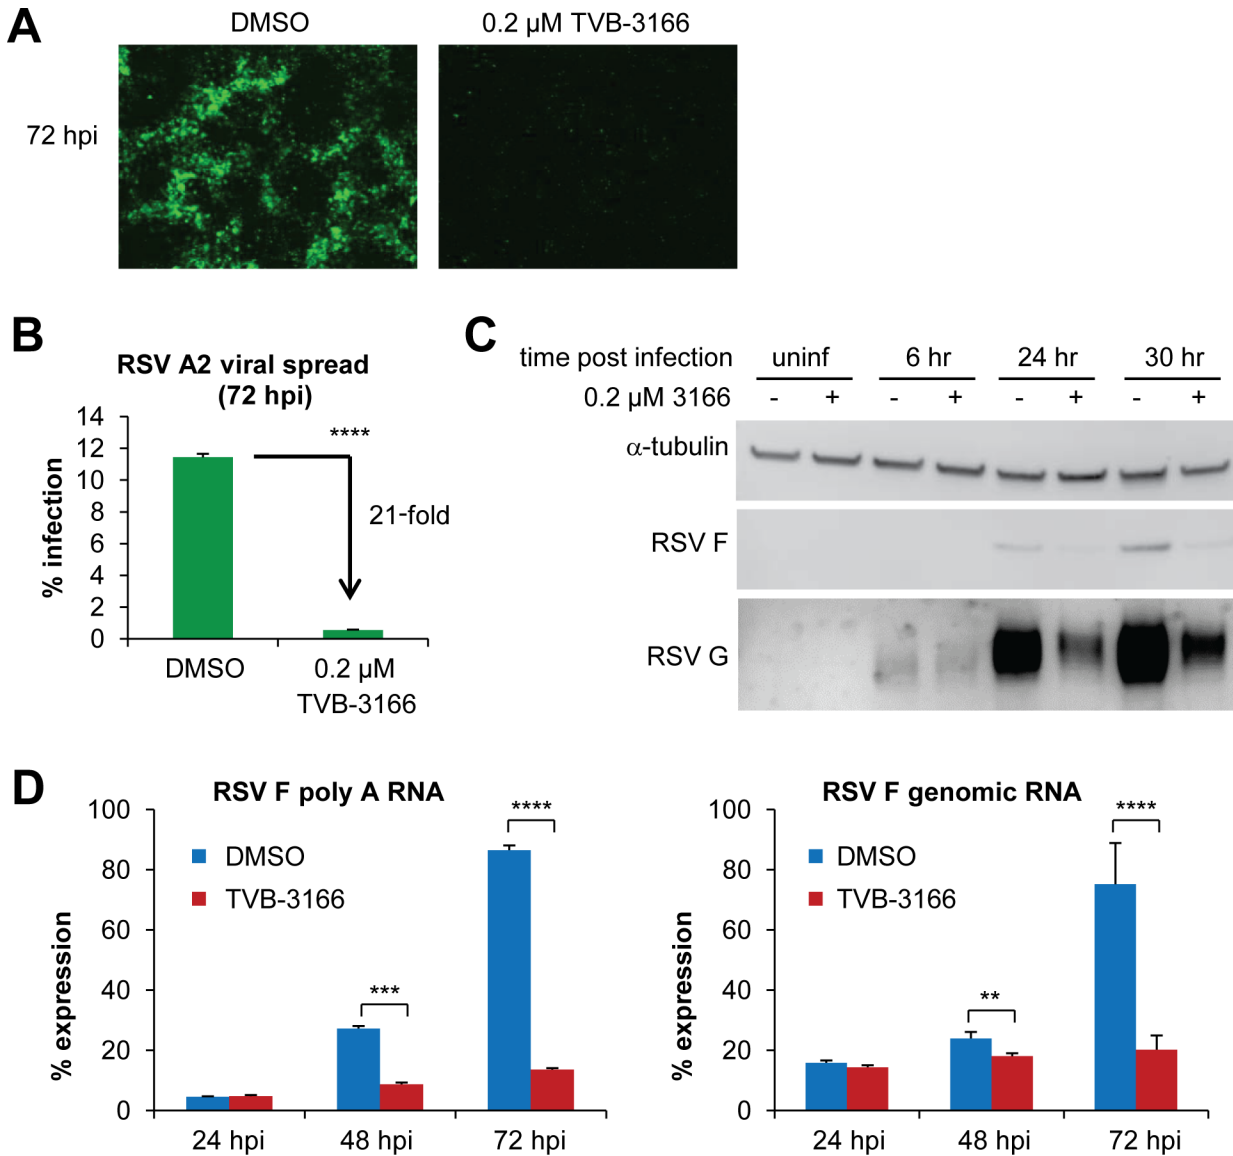 A
DMSO
0.2 µM TVB-3166
72 hpi
B
RSV A2 viral spread
(72 hpi)
% infection
14
12
10
8
6
4
2
0
****
21-fold
DMSO
0.2 µM
TVB-3166
C
time post infection
uninf
6 hr
24 hr
30 hr
0.2 µM 3166
- + - + - + - +
α-tubulin
RSV F
RSV G
D
RSV F poly A RNA
% expression
100
80
60
40
20
0
DMSO
TVB-3166
***
****
24 hpi
48 hpi
72 hpi
RSV F genomic RNA
% expression
100
80
60
40
20
0
DMSO
TVB-3166
**
****
24 hpi
48 hpi
72 hpi